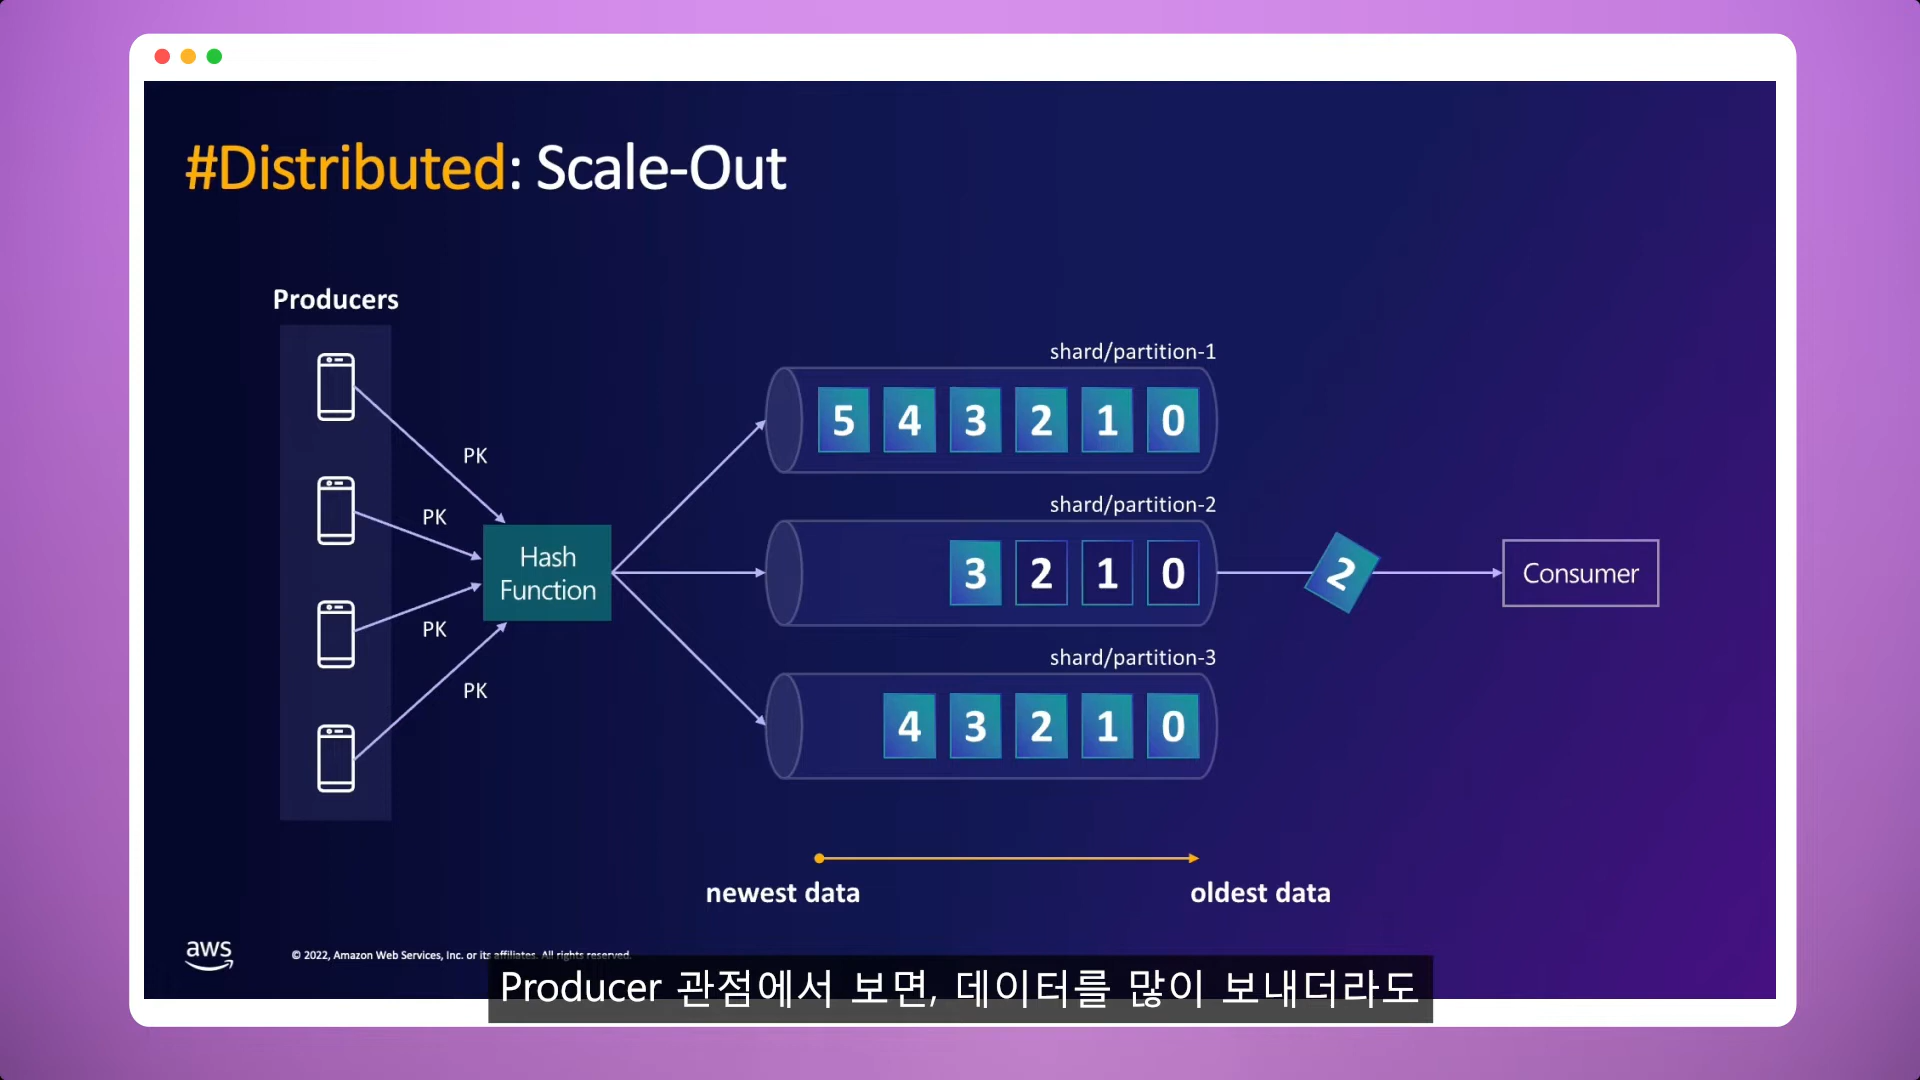 #Distributed: Scale-Out
Producers
PK
PK
PK
PK
Hash
Function
shard/partition-1
5 4 3 2 1 0
shard/partition-2
3 2 1 0
2
Consumer
shard/partition-3
4 3 2 1 0
newest data
oldest data
aws
© 2022, Amazon Web Services, Inc. or its affiliates. All rights reserved.
Producer 관점에서 보면, 데이터를 많이 보내더라도